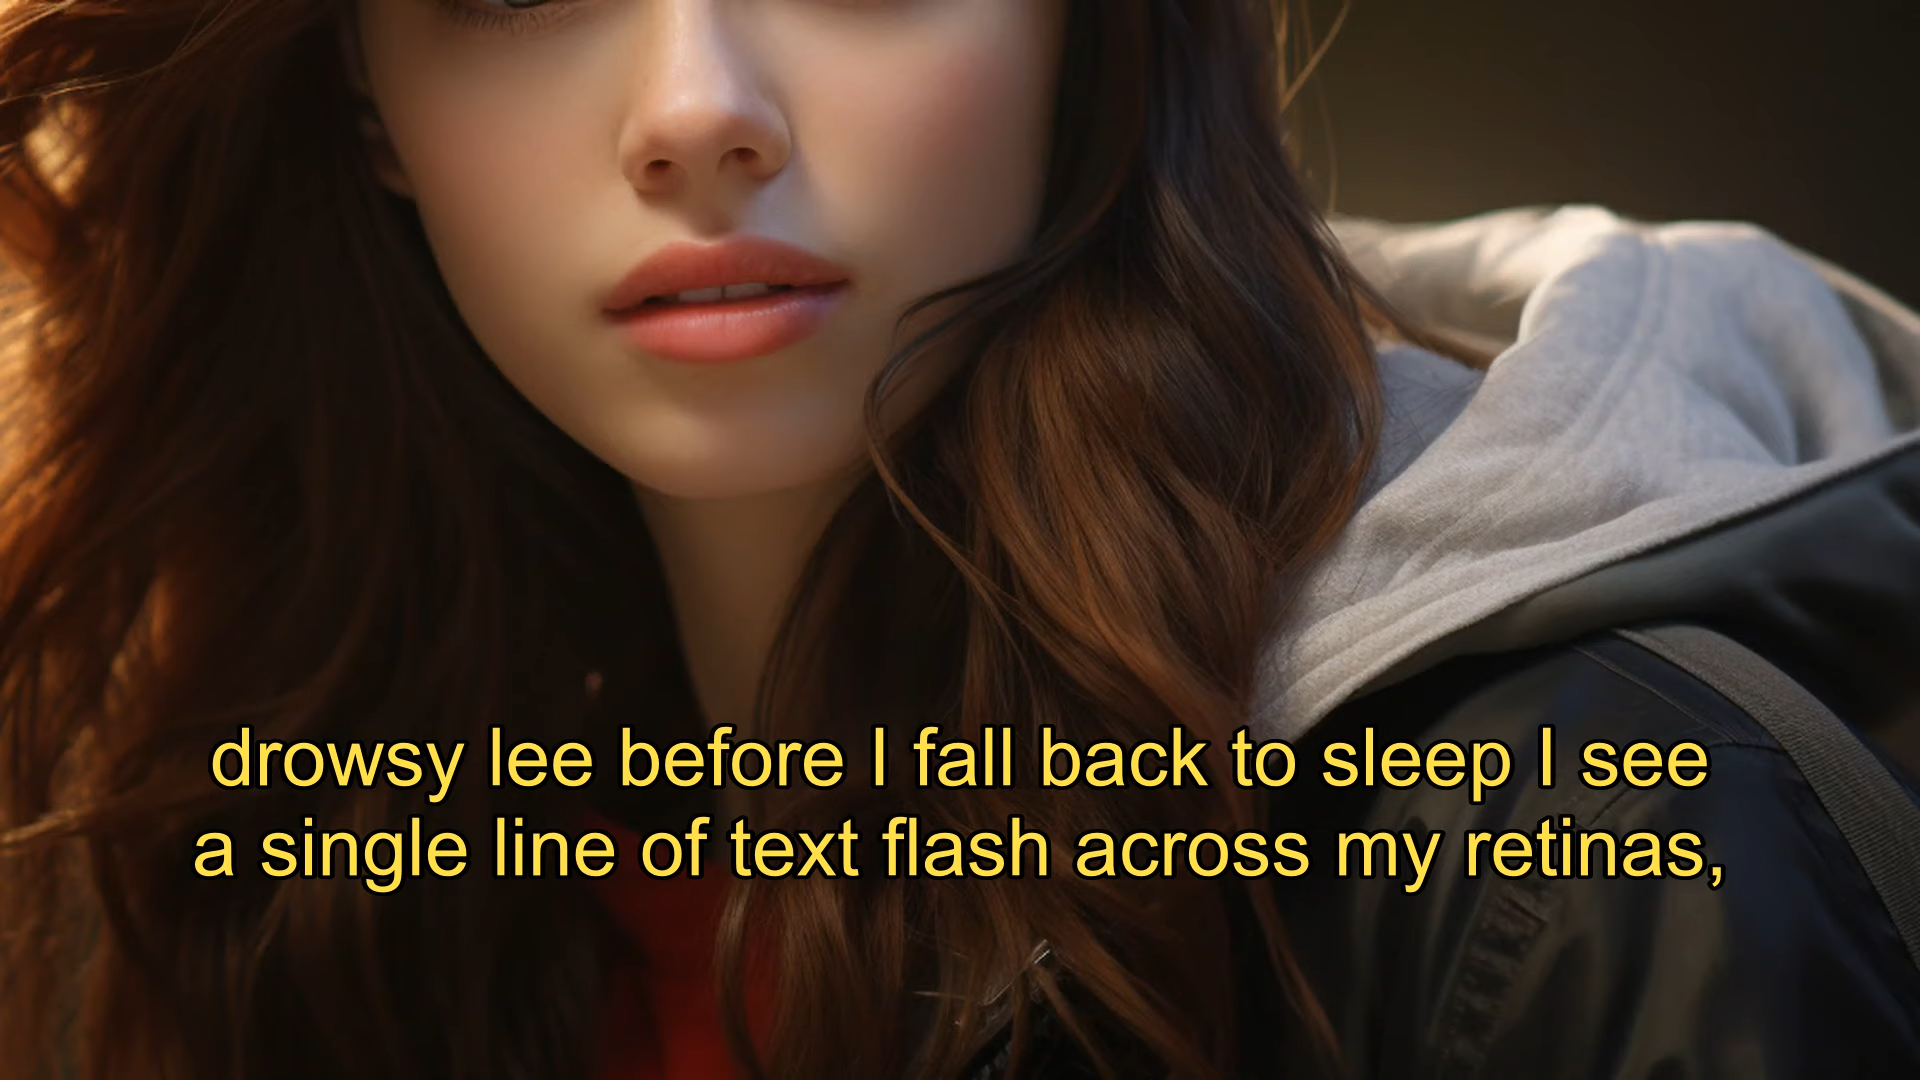 drowsy lee before I fall back to sleep I see
a single line of text flash across my retinas,